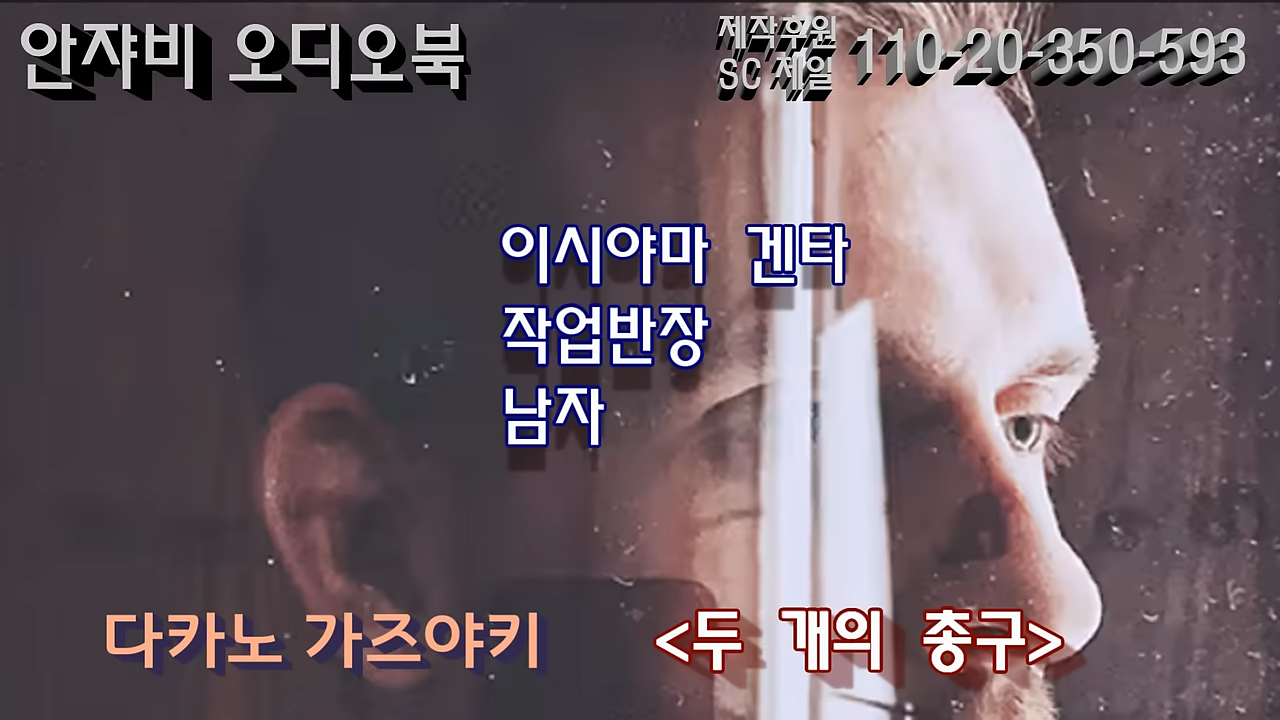 안쟈비 오디오북
제작후원
SC 제일
110-20-350-593
이시야마 겐타
작업반장
남자
다카노 가즈야키
<두 개의 총구>